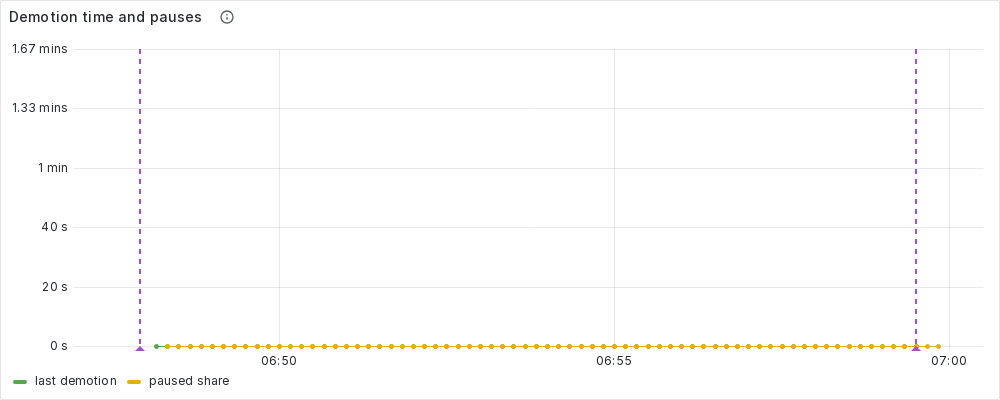 Demotion time and pauses
1.67 mins
1.33 mins
1 min
40 s
20 s
0 s
06:50 06:55 07:00
last demotion paused share